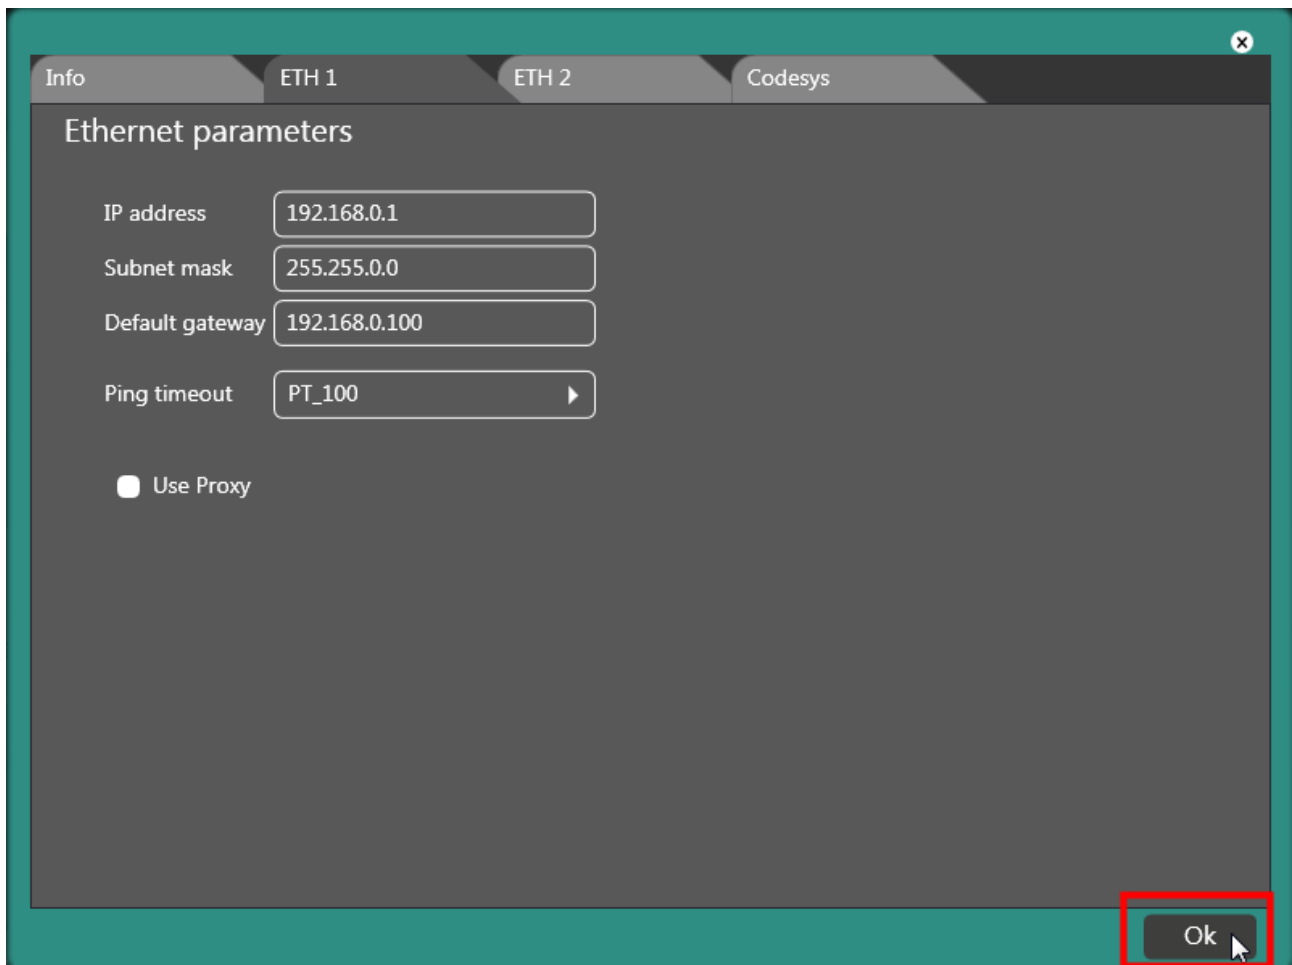 Info ETH 1 ETH 2 Codesys
Ethernet parameters
IP address 192.168.0.1
Subnet mask 255.255.0.0
Default gateway 192.168.0.100
Ping timeout PT_100
Use Proxy
Ok